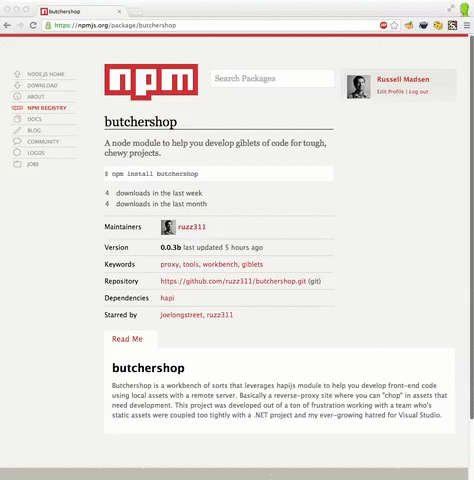 butchershop
https://npmjs.org/package/butchershop
NODE.JS HOME
DOWNLOAD
ABOUT
NPM REGISTRY
DOCS
BLOG
COMMUNITY
LOGOS
JOBS
npm
Search Packages
Russell Madsen
Edit Profile | Log out
butchershop
A node module to help you develop giblets of code for tough,
chewy projects.
$ npm install butchershop
4 downloads in the last week
4 downloads in the last month
Maintainers ruzz311
Version 0.0.3b last updated 5 hours ago
Keywords proxy, tools, workbench, giblets
Repository https://github.com/ruzz311/butchershop.git (git)
Dependencies hapi
Starred by joelongstreet, ruzz311
Read Me
butchershop
Butchershop is a workbench of sorts that leverages hapijs module to help you develop front-end code
using local assets with a remote server. Basically a reverse-proxy site where you can "chop" in assets that
need development. This project was developed out of a ton of frustration working with a team who's
static assets were coupled too tightly with a .NET project and my ever-growing hatred for Visual Studio.